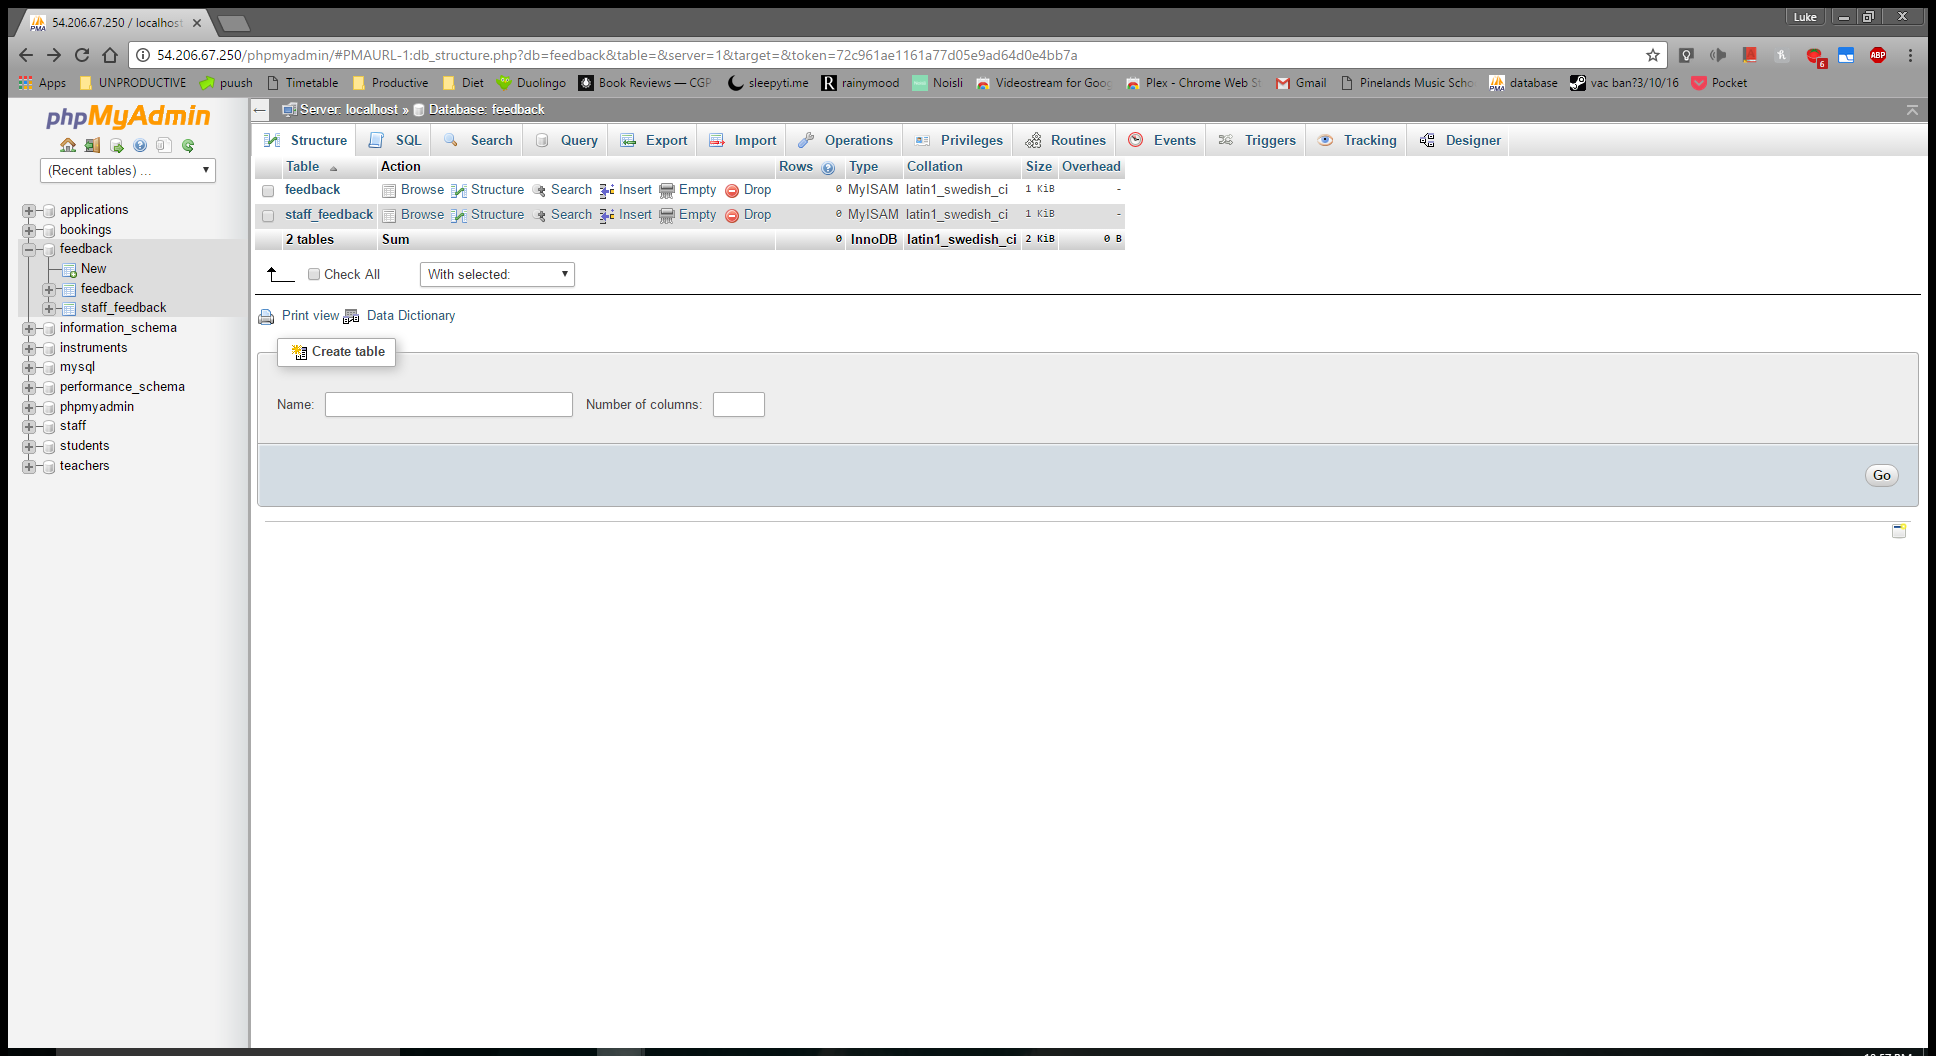 54.206.67.250 / localhost
Luke
54.206.67.250/phpmyadmin/#PMAURL-1:db_structure.php?db=feedback&table=&server=1&target=&token=72c961ae1161a77d05e9ad64d0e4bb7a
6
ABP
Apps UNPRODUCTIVE puush Timetable Productive Diet Duolingo Book Reviews — CGP sleepyti.me rainymood Noisli Videostream for Goog Plex - Chrome Web St Gmail Pinelands Music Scho database vac ban?3/10/16 Pocket
phpMyAdmin
(Recent tables) ...
applications
bookings
feedback
New
feedback
staff_feedback
information_schema
instruments
mysql
performance_schema
phpmyadmin
staff
students
teachers
Server: localhost » Database: feedback
Structure SQL Search Query Export Import Operations Privileges Routines Events Triggers Tracking Designer
Table Action Rows Type Collation Size Overhead
feedback Browse Structure Search Insert Empty Drop 0 MyISAM latin1_swedish_ci 1 KiB -
staff_feedback Browse Structure Search Insert Empty Drop 0 MyISAM latin1_swedish_ci 1 KiB -
2 tables Sum 0 InnoDB latin1_swedish_ci 2 KiB 0 B
Check All With selected:
Print view Data Dictionary
Create table
Name: Number of columns:
Go